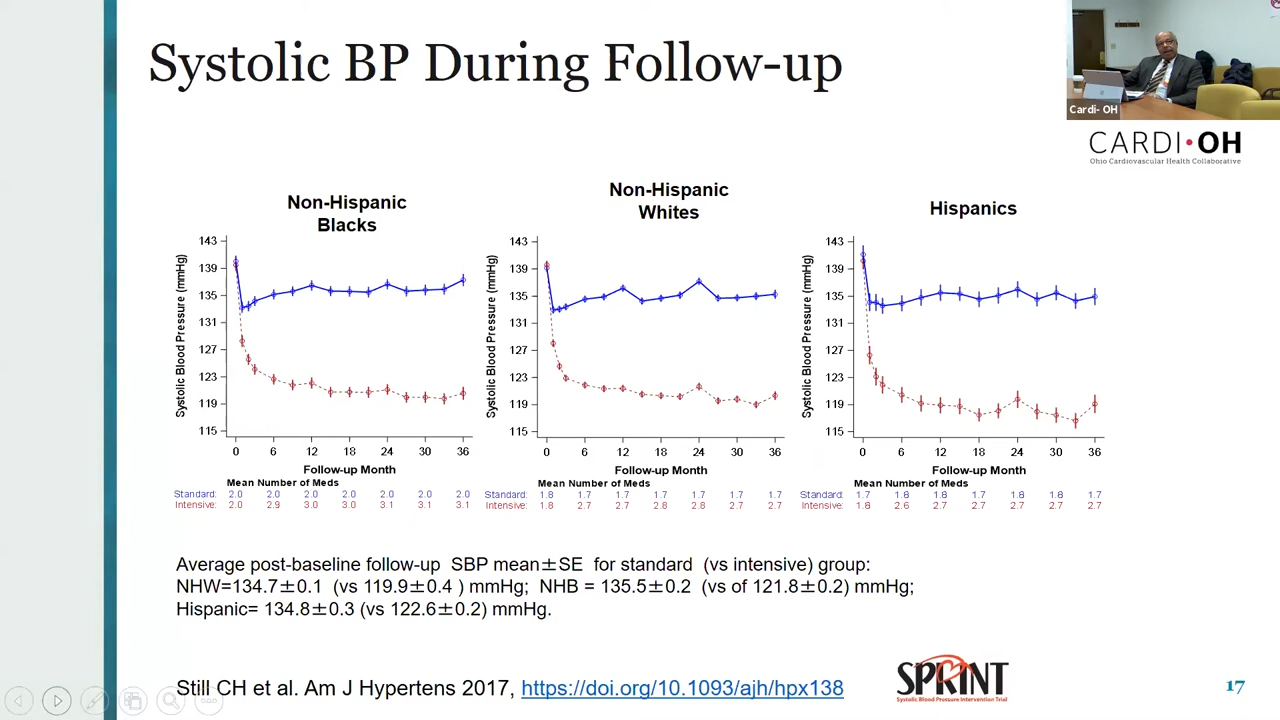 Systolic BP During Follow-up
Cardi- OH
CARDI•OH
Ohio Cardiovascular Health Collaborative
Non-Hispanic
Blacks
143
139
135
131
127
123
119
115
Systolic Blood Pressure (mmHg)
0 6 12 18 24 30 36
Follow-up Month
Mean Number of Meds
Standard: 2.0 2.0 2.0 2.0 2.0 2.0 2.0
Intensive: 2.0 2.9 3.0 3.0 3.1 3.1 3.1
Non-Hispanic
Whites
143
139
135
131
127
123
119
115
Systolic Blood Pressure (mmHg)
0 6 12 18 24 30 36
Follow-up Month
Mean Number of Meds
Standard: 1.8 1.7 1.7 1.7 1.7 1.7 1.7
Intensive: 1.8 2.7 2.7 2.8 2.8 2.7 2.7
Hispanics
143
139
135
131
127
123
119
115
Systolic Blood Pressure (mmHg)
0 6 12 18 24 30 36
Follow-up Month
Mean Number of Meds
Standard: 1.7 1.6 1.6 1.7 1.6 1.6 1.7
Intensive: 1.8 2.6 2.7 2.7 2.7 2.7 2.7
Average post-baseline follow-up SBP mean±SE for standard (vs intensive) group:
NHW=134.7±0.1 (vs 119.9±0.4 ) mmHg; NHB = 135.5±0.2 (vs of 121.8±0.2) mmHg;
Hispanic= 134.8±0.3 (vs 122.6±0.2) mmHg.
Still CH et al. Am J Hypertens 2017, https://doi.org/10.1093/ajh/hpx138
SPRINT
Systolic Blood Pressure Intervention Trial
17